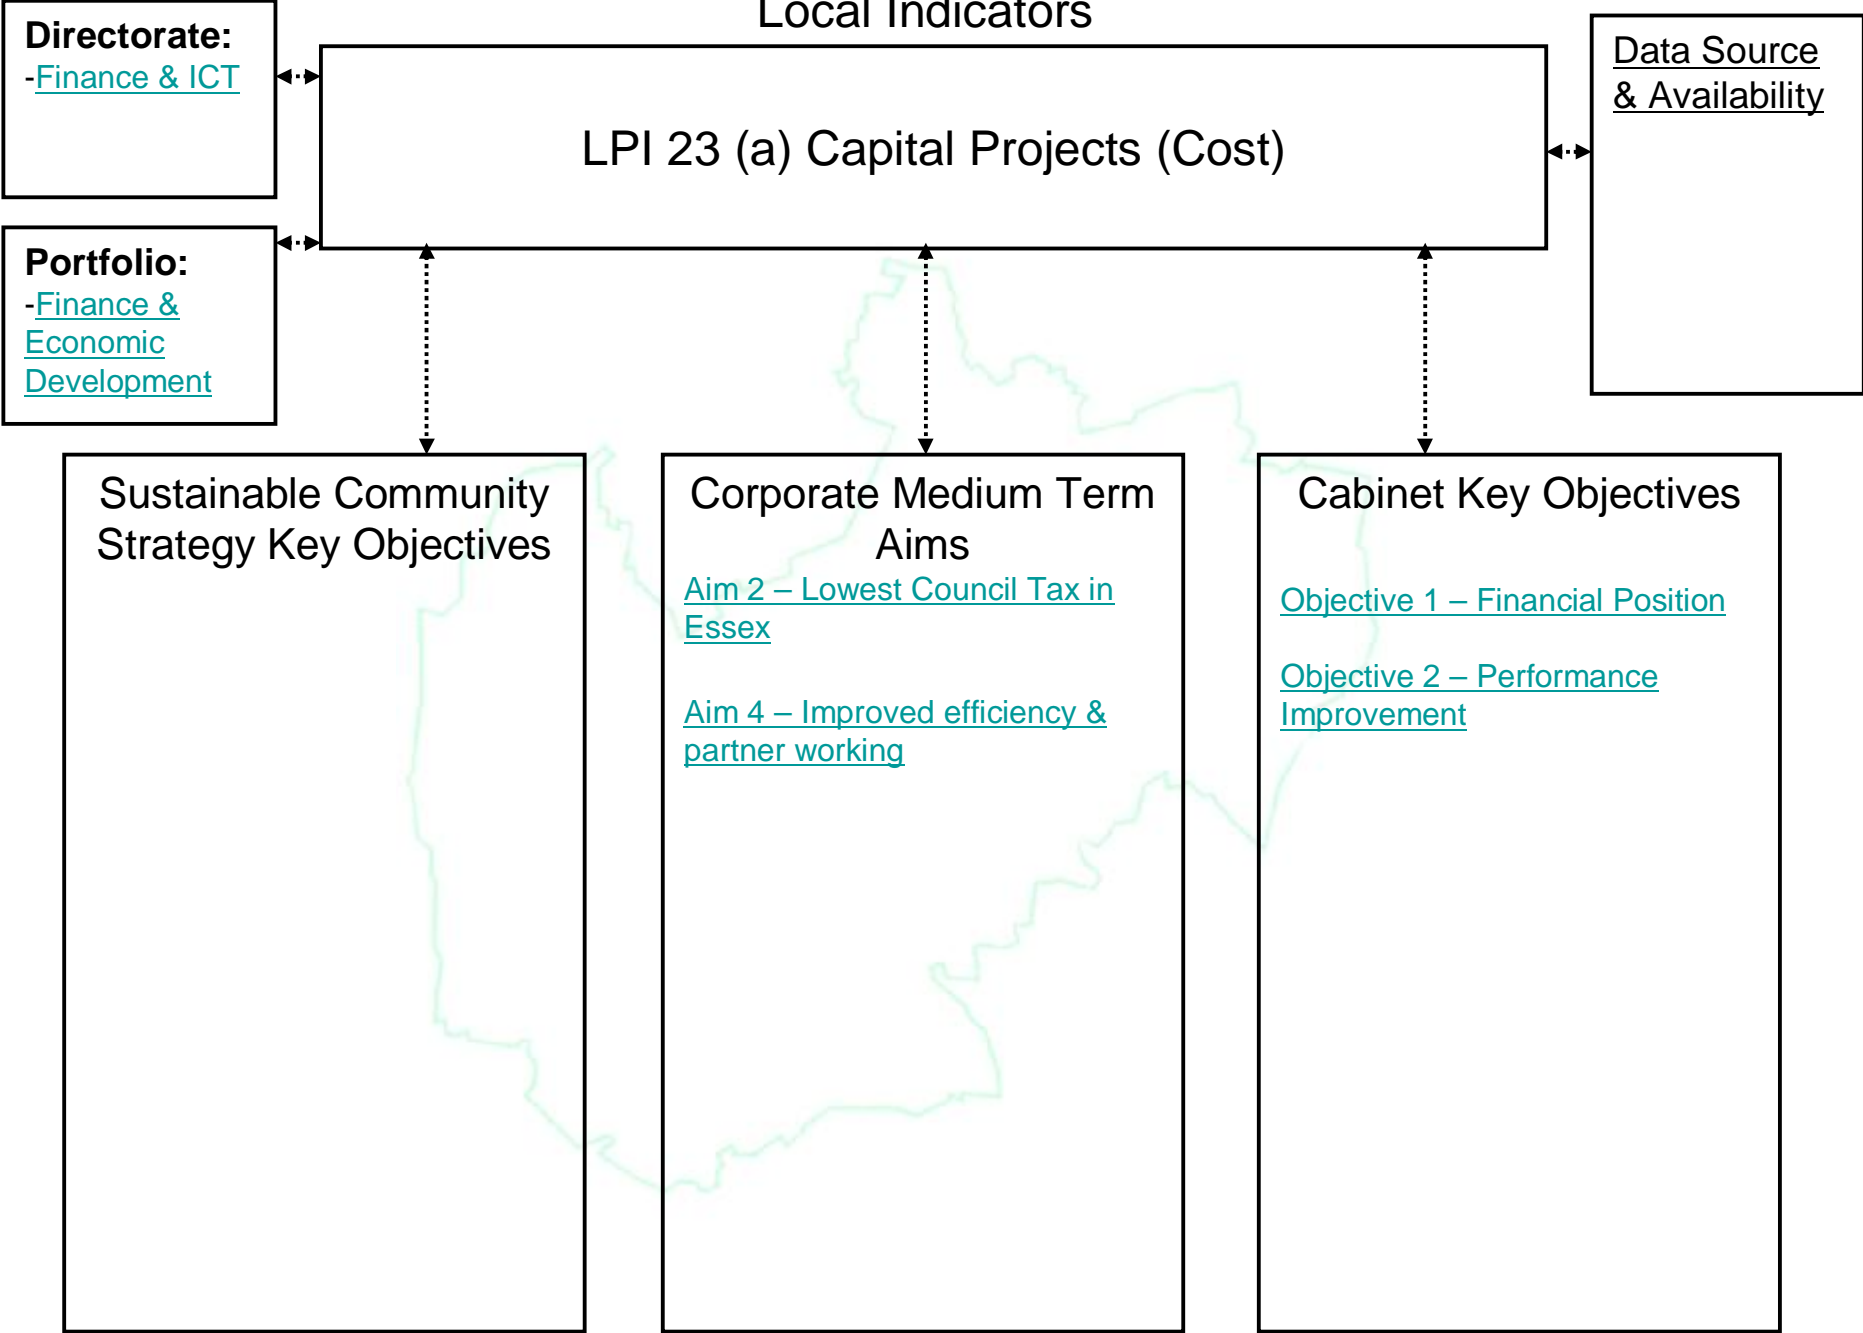 Local Indicators
Directorate:
-Finance & ICT
LPI 23 (a) Capital Projects (Cost)
Data Source
& Availability
Portfolio:
-Finance &
Economic
Development
Sustainable Community
Strategy Key Objectives
Corporate Medium Term
Aims
Aim 2 – Lowest Council Tax in
Essex
Aim 4 – Improved efficiency &
partner working
Cabinet Key Objectives
Objective 1 – Financial Position
Objective 2 – Performance
Improvement